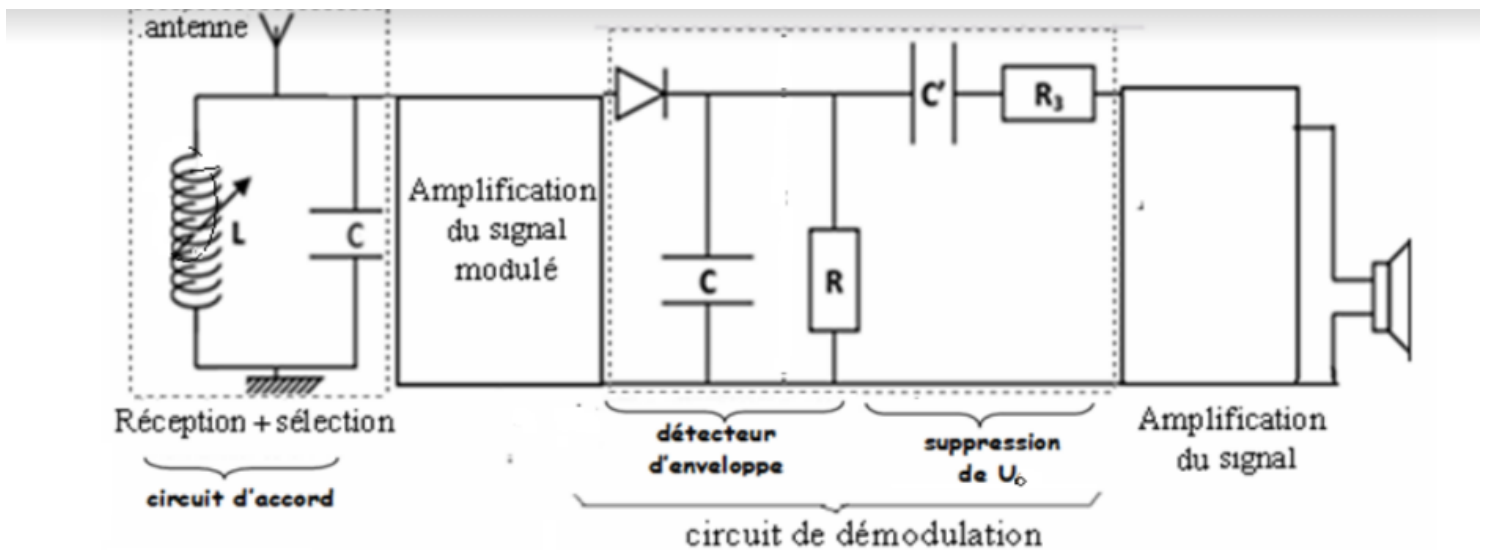 antenne
L
C
Amplification
du signal
modulé
C
R
C'
R₃
Réception + sélection
circuit d'accord
détecteur
d'enveloppe
suppression
de U₀
circuit de démodulation
Amplification
du signal